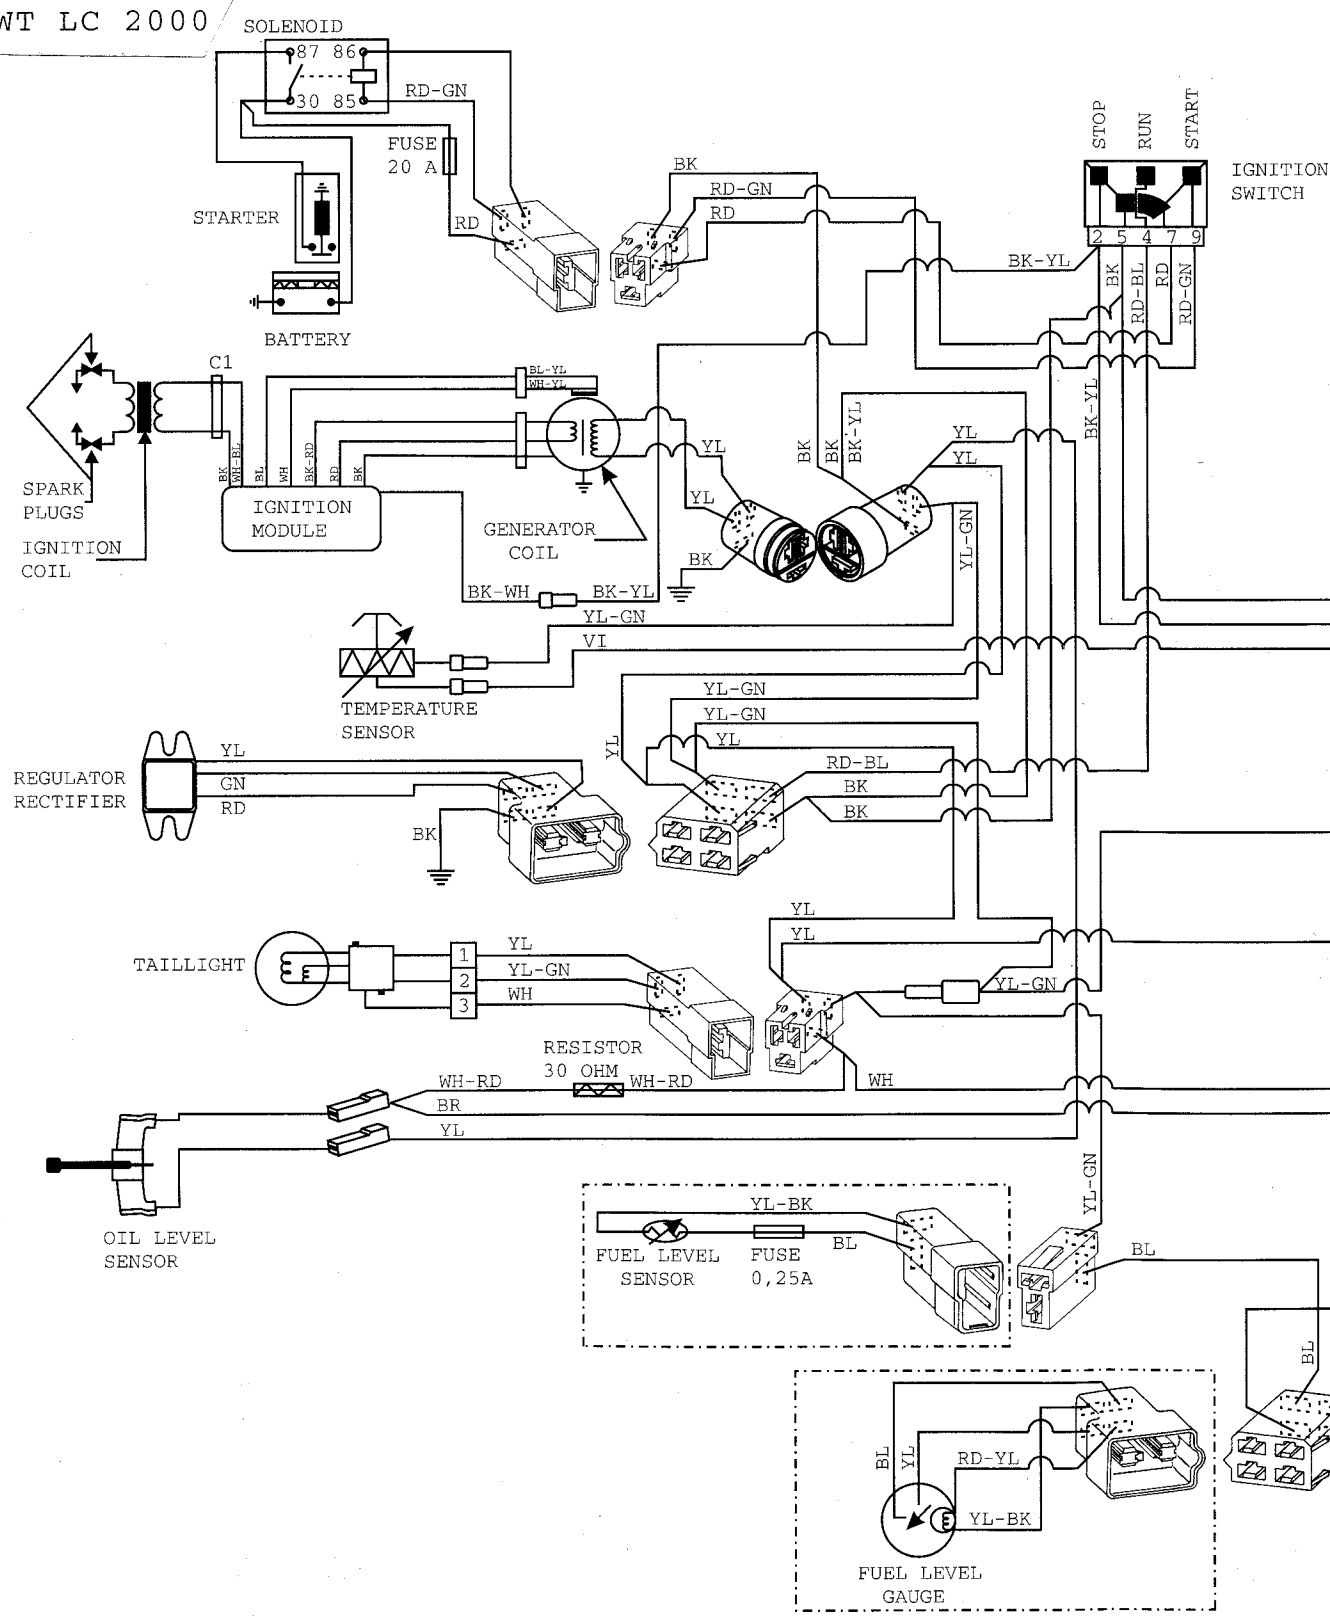 WT LC 2000
SOLENOID
87 86
30 85
RD-GN
FUSE
20 A
RD
STARTER
BATTERY
BK
RD-GN
RD
STOP
RUN
START
IGNITION
SWITCH
2 5 4 7 9
BK-YL
BK
RD-BL
RD
RD-GN
BK-YL
C1
BL-YL
WH-YL
BK
WH-BL
BL
WH
BK-RD
RD
BK
SPARK
PLUGS
IGNITION
COIL
IGNITION
MODULE
GENERATOR
COIL
YL
YL
BK
BK
BK
BK-YL
YL
YL
YL-GN
BK-WH
BK-YL
YL-GN
VI
TEMPERATURE
SENSOR
YL-GN
YL-GN
YL
YL
RD-BL
BK
BK
REGULATOR
RECTIFIER
YL
GN
RD
BK
TAILLIGHT
1
2
3
YL
YL-GN
WH
YL
YL
YL-GN
RESISTOR
30 OHM
WH-RD
WH-RD
WH
BR
YL
OIL LEVEL
SENSOR
YL-GN
YL-BK
BL
FUEL LEVEL
SENSOR
FUSE
0,25A
BL
BL
BL
YL
RD-YL
YL-BK
FUEL LEVEL
GAUGE